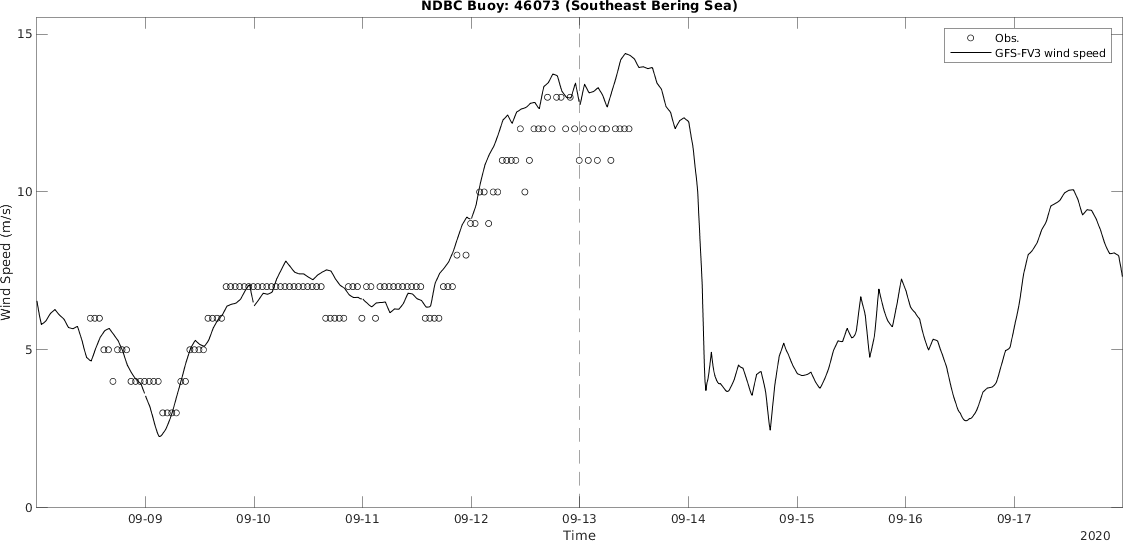 NDBC Buoy: 46073 (Southeast Bering Sea)
Obs.
GFS-FV3 wind speed
15
10
5
0
Wind Speed (m/s)
09-09 09-10 09-11 09-12 09-13 09-14 09-15 09-16 09-17
Time
2020